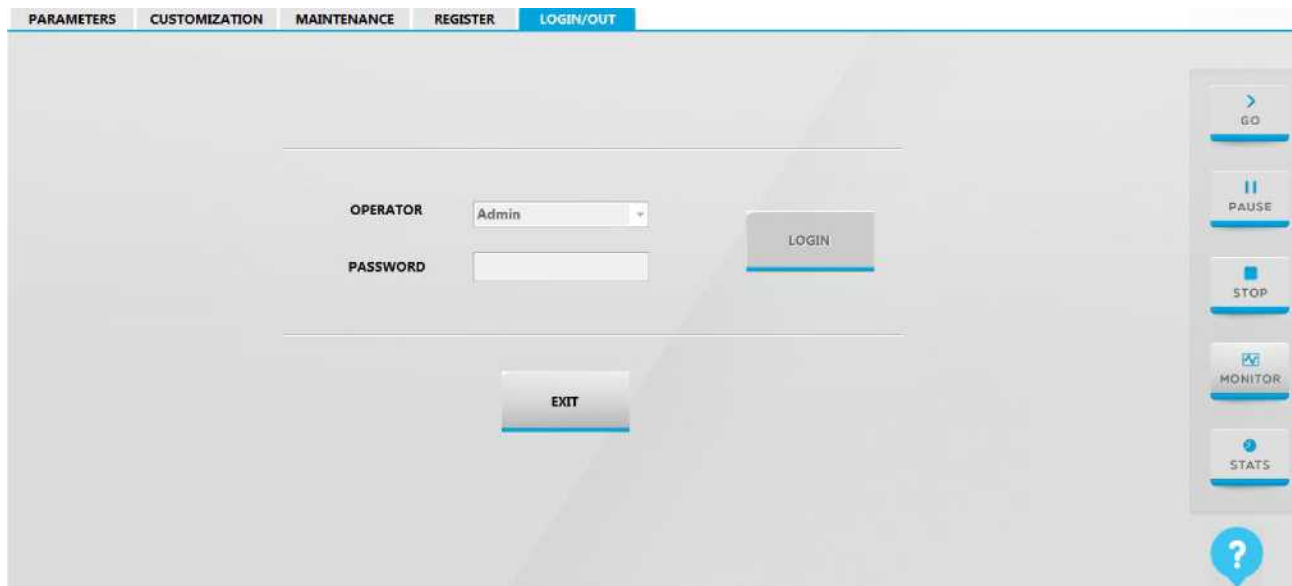 PARAMETERS CUSTOMIZATION MAINTENANCE REGISTER LOGIN/OUT
GO
PAUSE
STOP
MONITOR
STATS
OPERATOR Admin
PASSWORD
LOGIN
EXIT
?